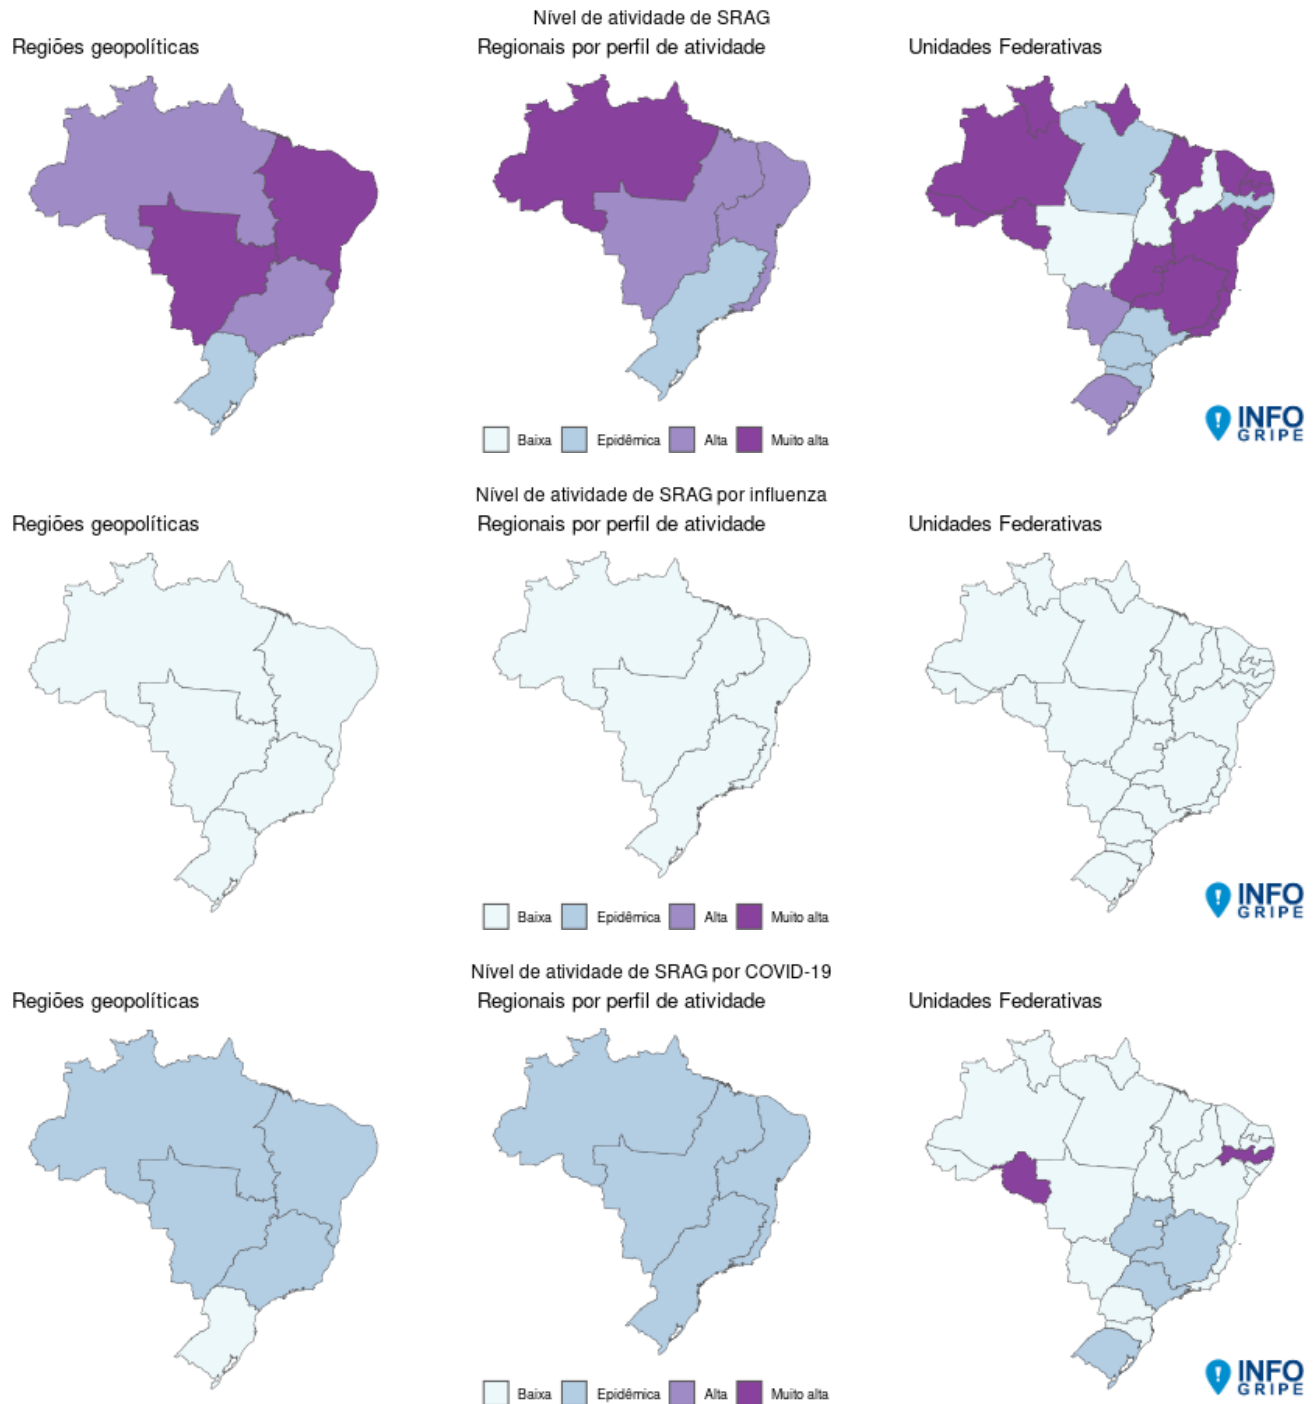 Nível de atividade de SRAG
Regiões geopolíticas
Regionais por perfil de atividade
Unidades Federativas
Baixa
Epidêmica
Alta
Muito alta
INFO
GRIPE
Nível de atividade de SRAG por influenza
Regiões geopolíticas
Regionais por perfil de atividade
Unidades Federativas
Baixa
Epidêmica
Alta
Muito alta
INFO
GRIPE
Nível de atividade de SRAG por COVID-19
Regiões geopolíticas
Regionais por perfil de atividade
Unidades Federativas
Baixa
Epidêmica
Alta
Muito alta
INFO
GRIPE